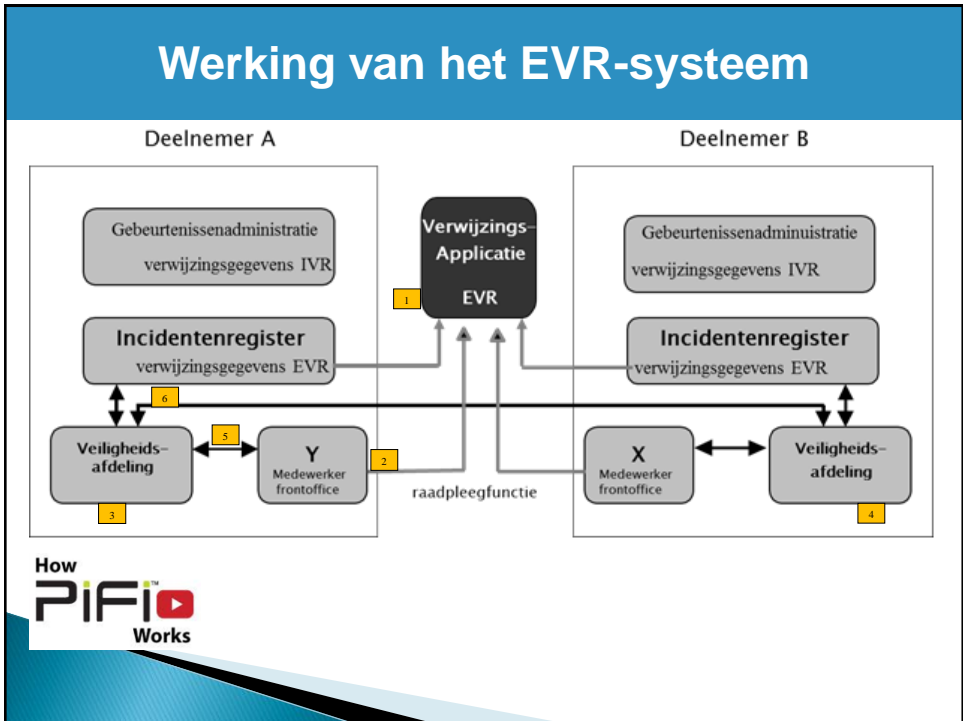 Werking van het EVR-systeem
Deelnemer A
Deelnemer B
Gebeurtenissenadministratie
verwijzingsgegevens IVR
Verwijzings-
Applicatie
EVR
1
Gebeurtenissenadminuistratie
verwijzingsgegevens IVR
Incidentenregister
verwijzingsgegevens EVR
Incidentenregister
verwijzingsgegevens EVR
6
Veiligheids-
afdeling
3
5
Y
Medewerker
frontoffice
2
raadpleegfunctie
X
Medewerker
frontoffice
Veiligheids-
afdeling
4
How
PiFi™
Works